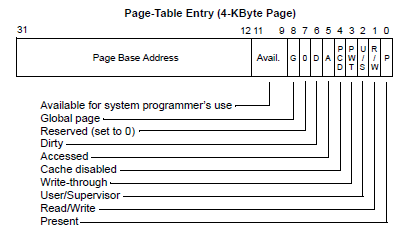 Page-Table Entry (4-KByte Page)
31 12 11 9 8 7 6 5 4 3 2 1 0
Page Base Address Avail. G 0 D A PCD PWT U/S R/W P
Available for system programmer's use
Global page
Reserved (set to 0)
Dirty
Accessed
Cache disabled
Write-through
User/Supervisor
Read/Write
Present